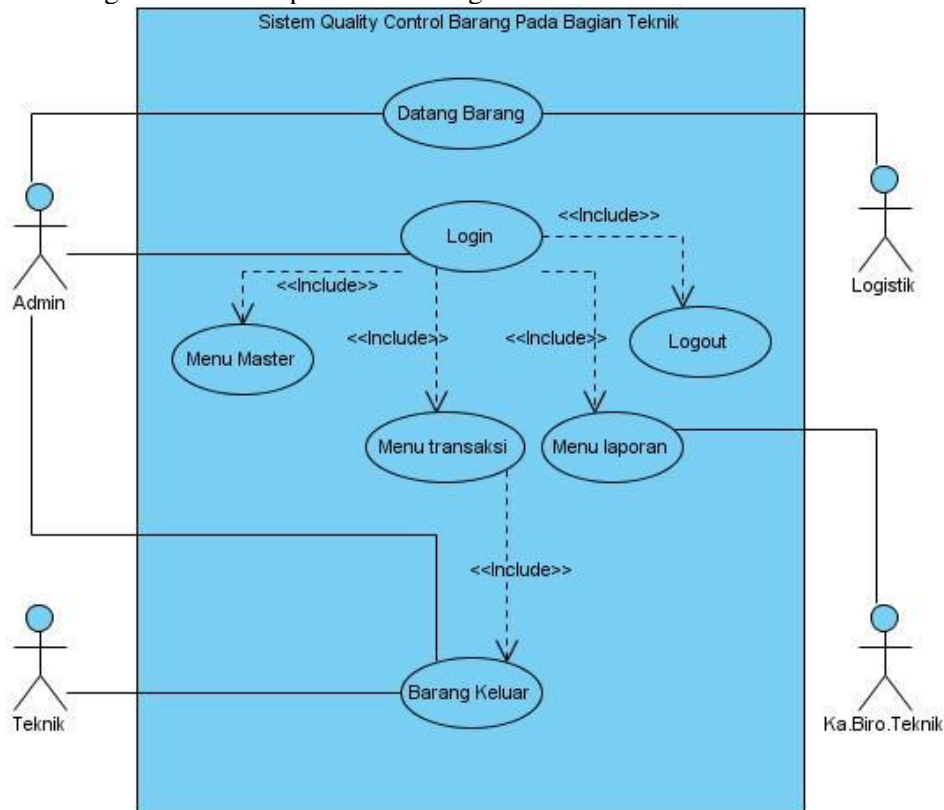 Sistem Quality Control Barang Pada Bagian Teknik
Datang Barang
Login
<<Include>>
Admin
Logistik
<<Include>>
Menu Master
<<Include>>
<<Include>>
Logout
Menu transaksi
Menu laporan
<<Include>>
Barang Keluar
Teknik
Ka.Biro.Teknik